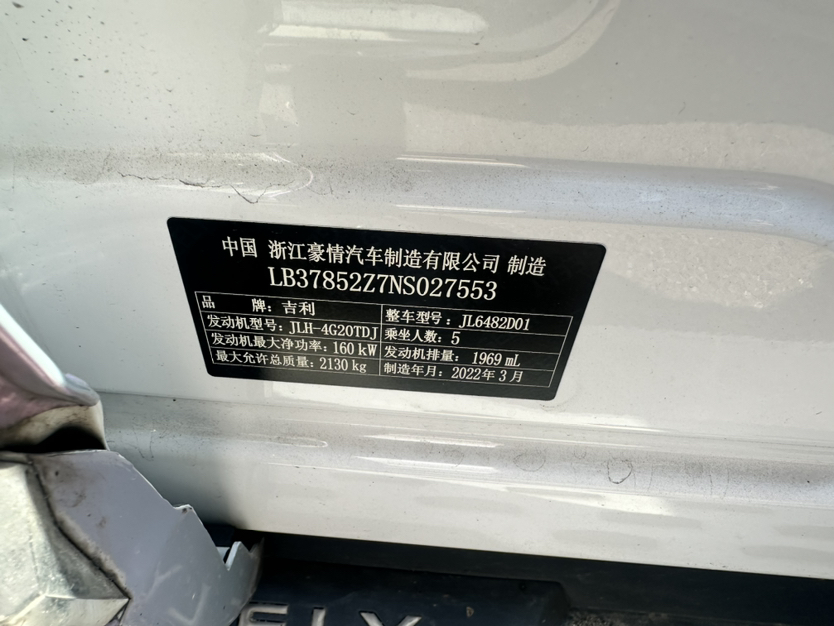 中国 浙江豪情汽车制造有限公司 制造
LB37852Z7NS027553
品 牌：吉利 整车型号：JL6482D01
发动机型号：JLH-4G20TDJ 乘坐人数：5
发动机最大净功率：160 kW 发动机排量：1969 mL
最大允许总质量：2130 kg 制造年月：2022年3月